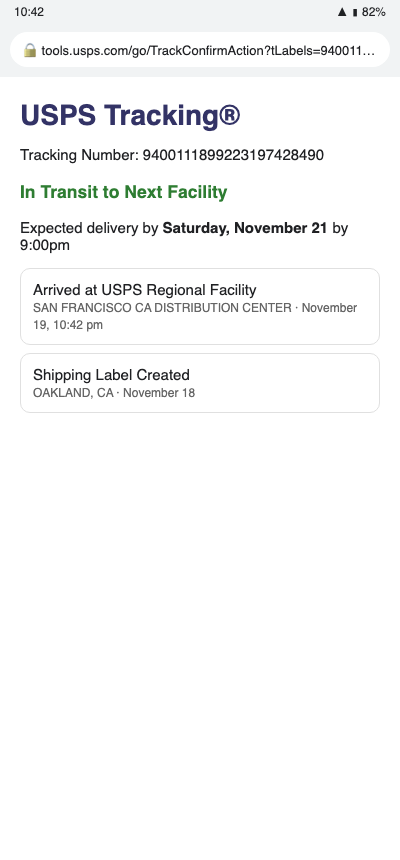 10:42
82%
tools.usps.com/go/TrackConfirmAction?tLabels=940011…
USPS Tracking®
Tracking Number: 9400111899223197428490
In Transit to Next Facility
Expected delivery by Saturday, November 21 by
9:00pm
Arrived at USPS Regional Facility
SAN FRANCISCO CA DISTRIBUTION CENTER · November
19, 10:42 pm
Shipping Label Created
OAKLAND, CA · November 18